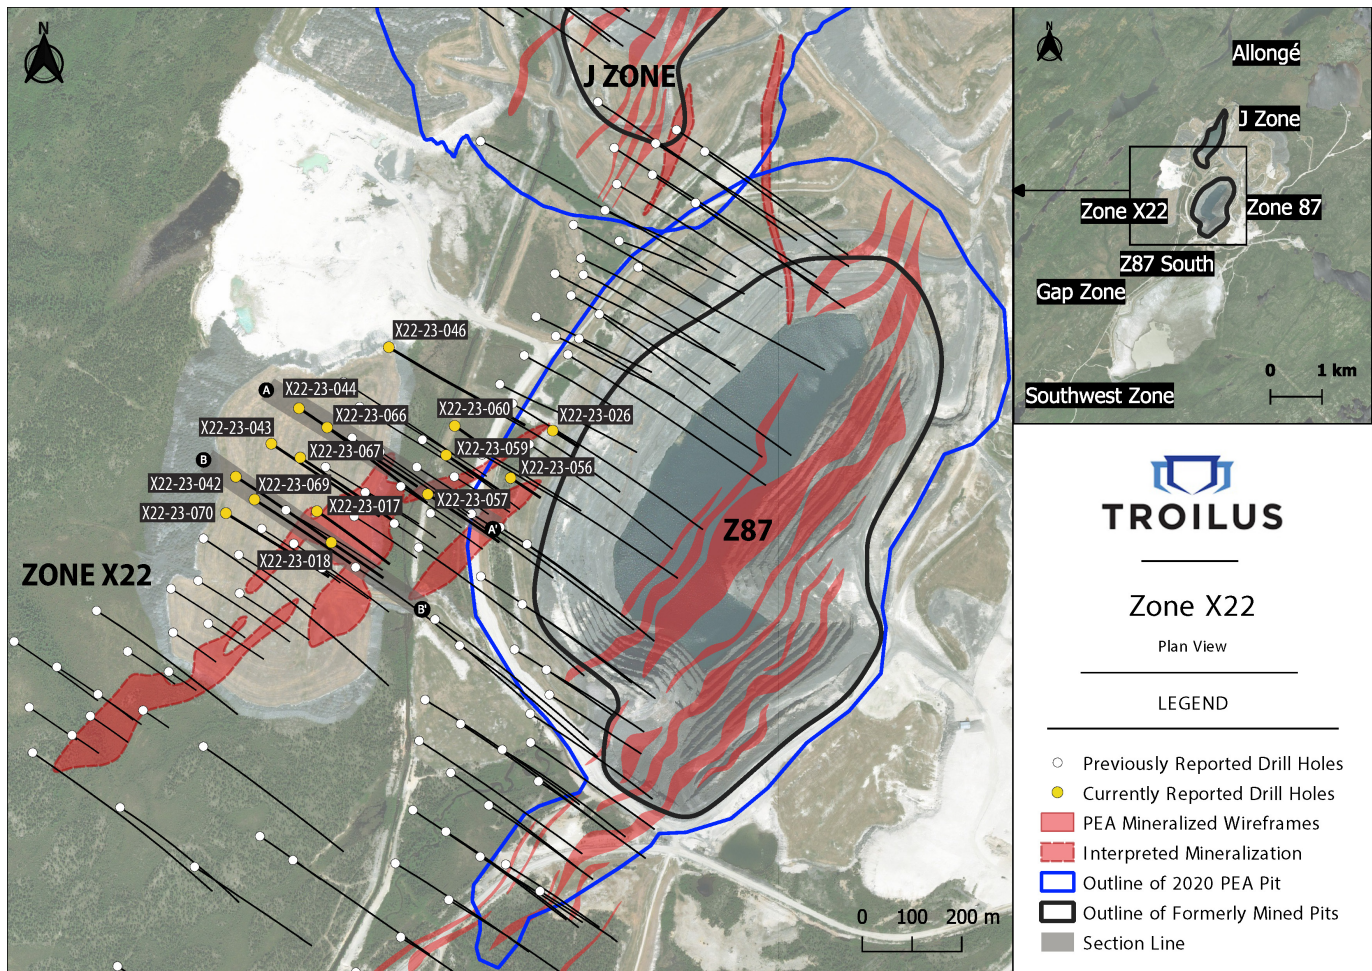 N
J ZONE
X22-23-046
A
X22-23-044
X22-23-066
X22-23-060
X22-23-026
X22-23-043
X22-23-067
X22-23-059
B
X22-23-056
X22-23-042
X22-23-069
X22-23-057
X22-23-070
X22-23-017
A'
Z87
X22-23-018
ZONE X22
B'
0 100 200 m
N
Allongé
J Zone
Zone X22
Zone 87
Z87 South
Gap Zone
0 1 km
Southwest Zone
TROILUS
Zone X22
Plan View
LEGEND
Previously Reported Drill Holes
Currently Reported Drill Holes
PEA Mineralized Wireframes
Interpreted Mineralization
Outline of 2020 PEA Pit
Outline of Formerly Mined Pits
Section Line